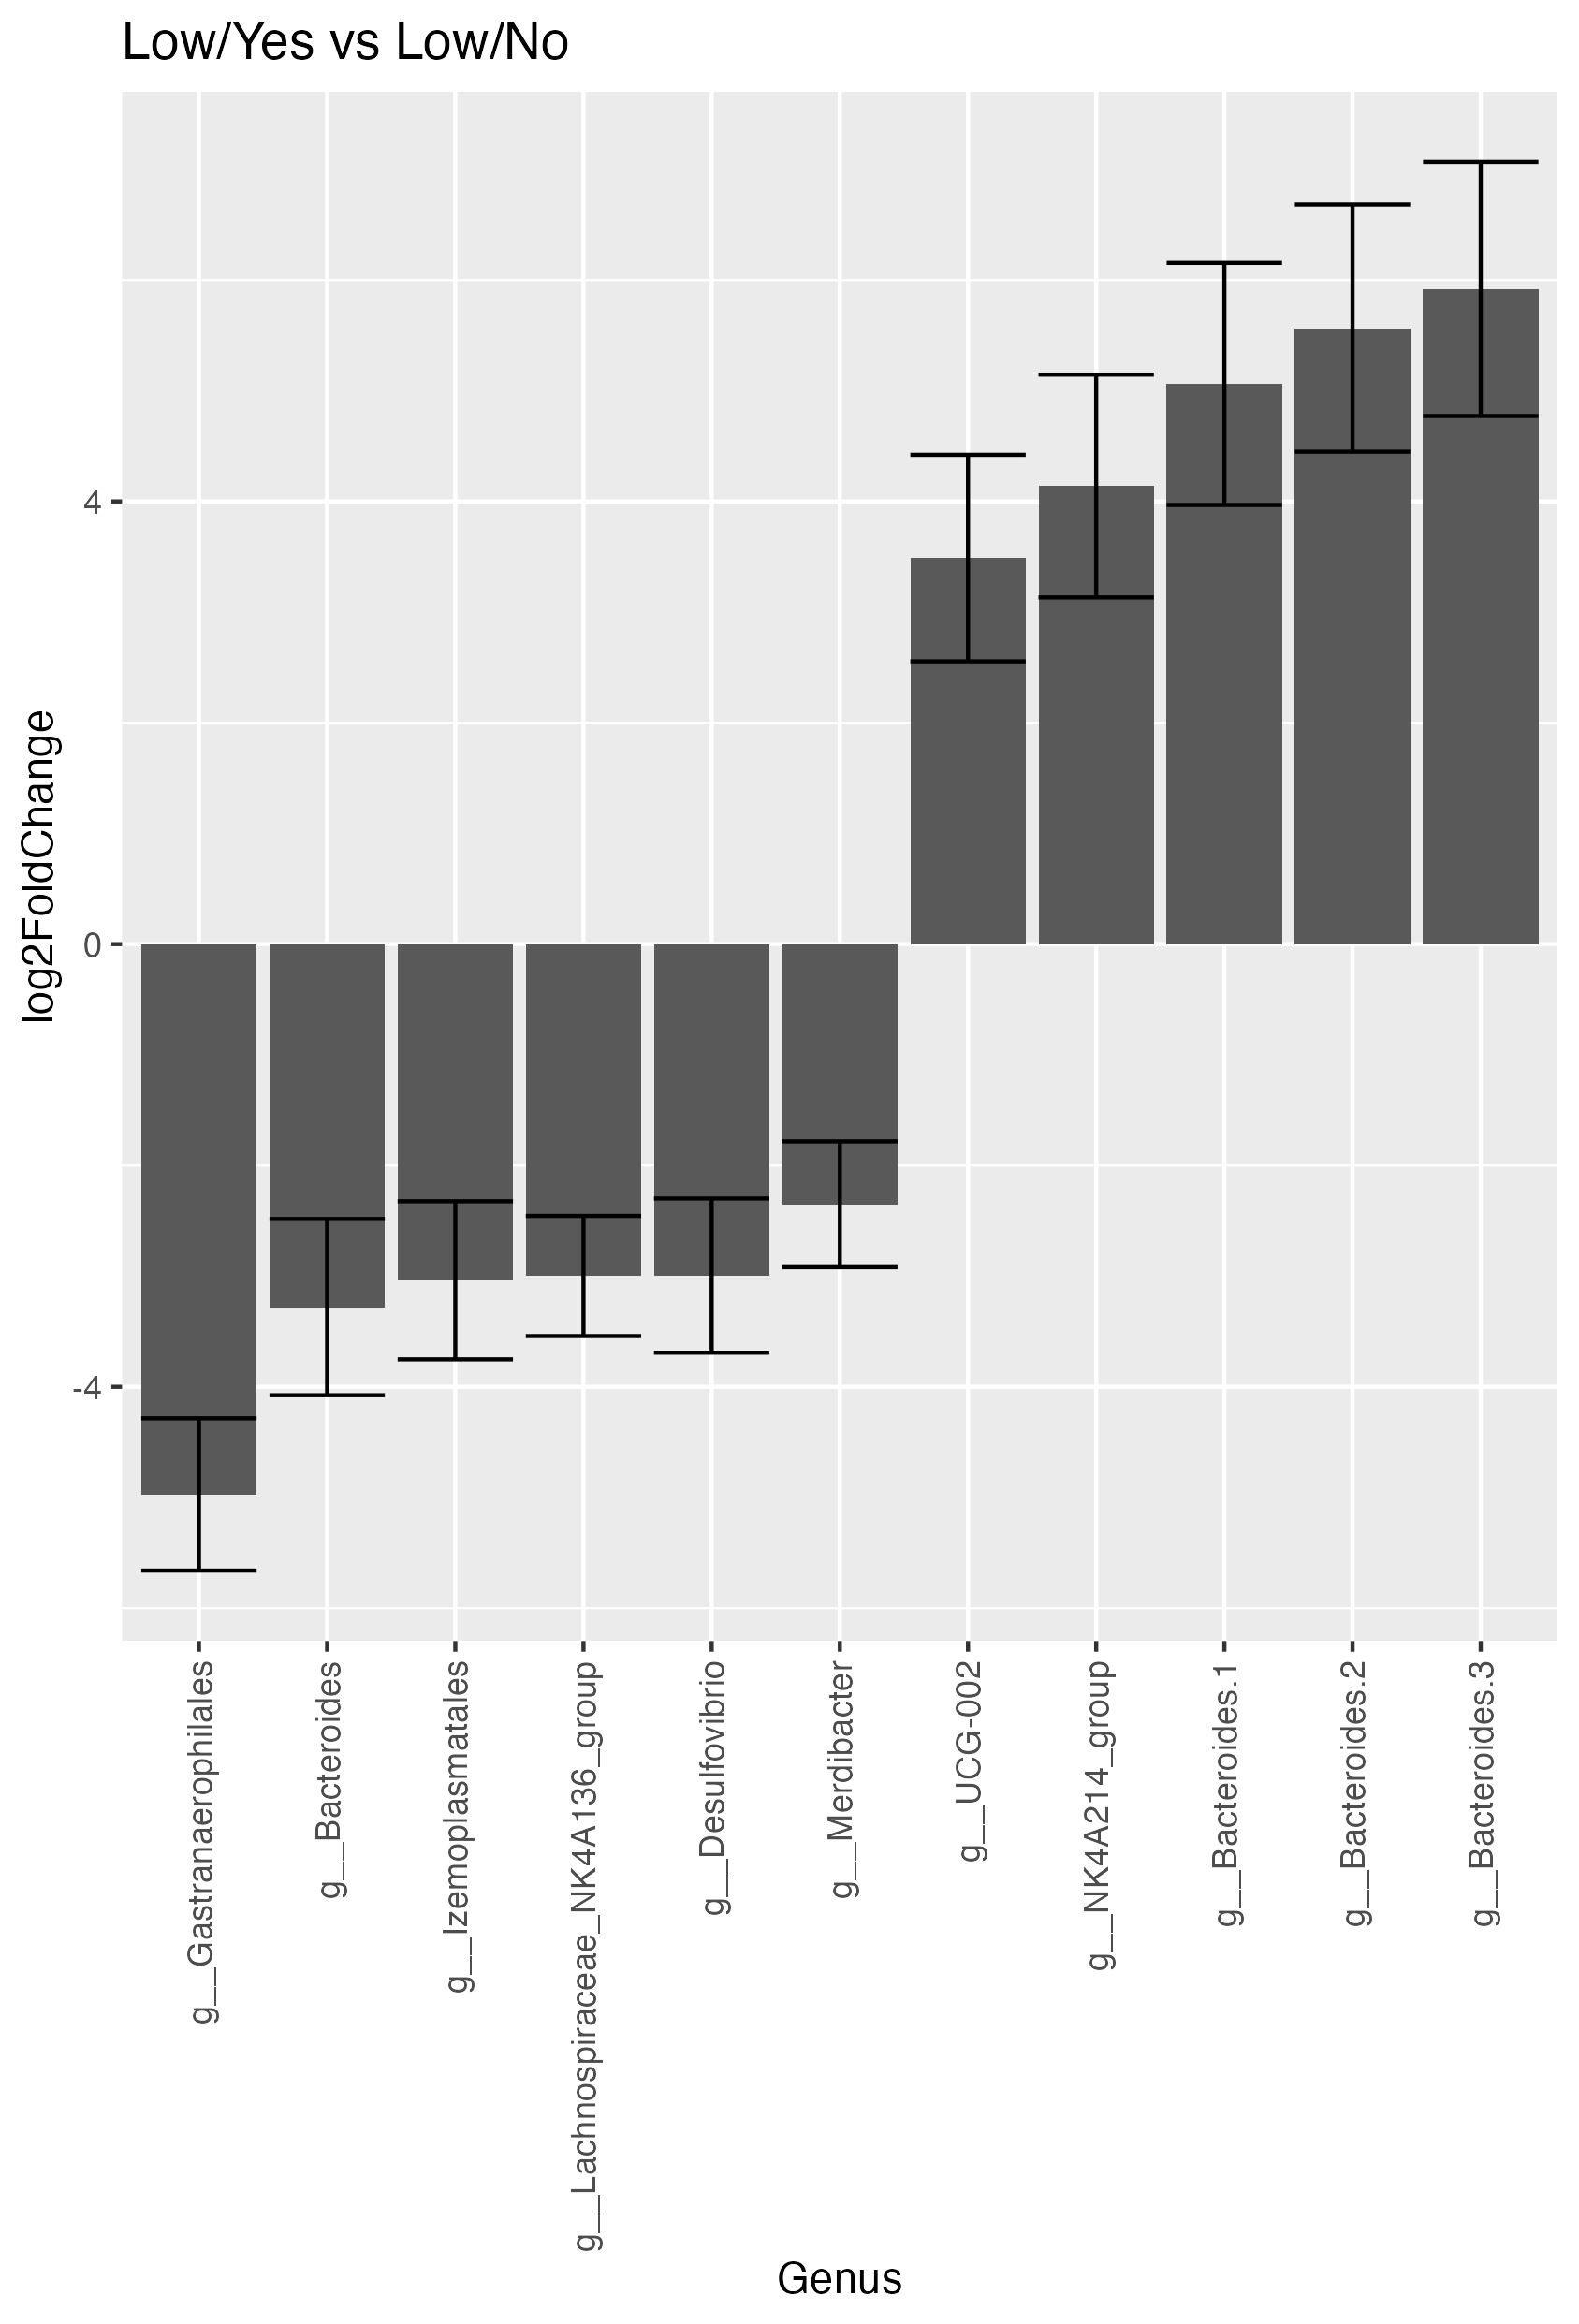 Low/Yes vs Low/No
log2FoldChange
4
0
-4
g__Gastranaerophilales
g__Bacteroides
g__Izemoplasmatales
g__Lachnospiraceae_NK4A136_group
g__Desulfovibrio
g__Merdibacter
g__UCG-002
g__NK4A214_group
g__Bacteroides.1
g__Bacteroides.2
g__Bacteroides.3
Genus